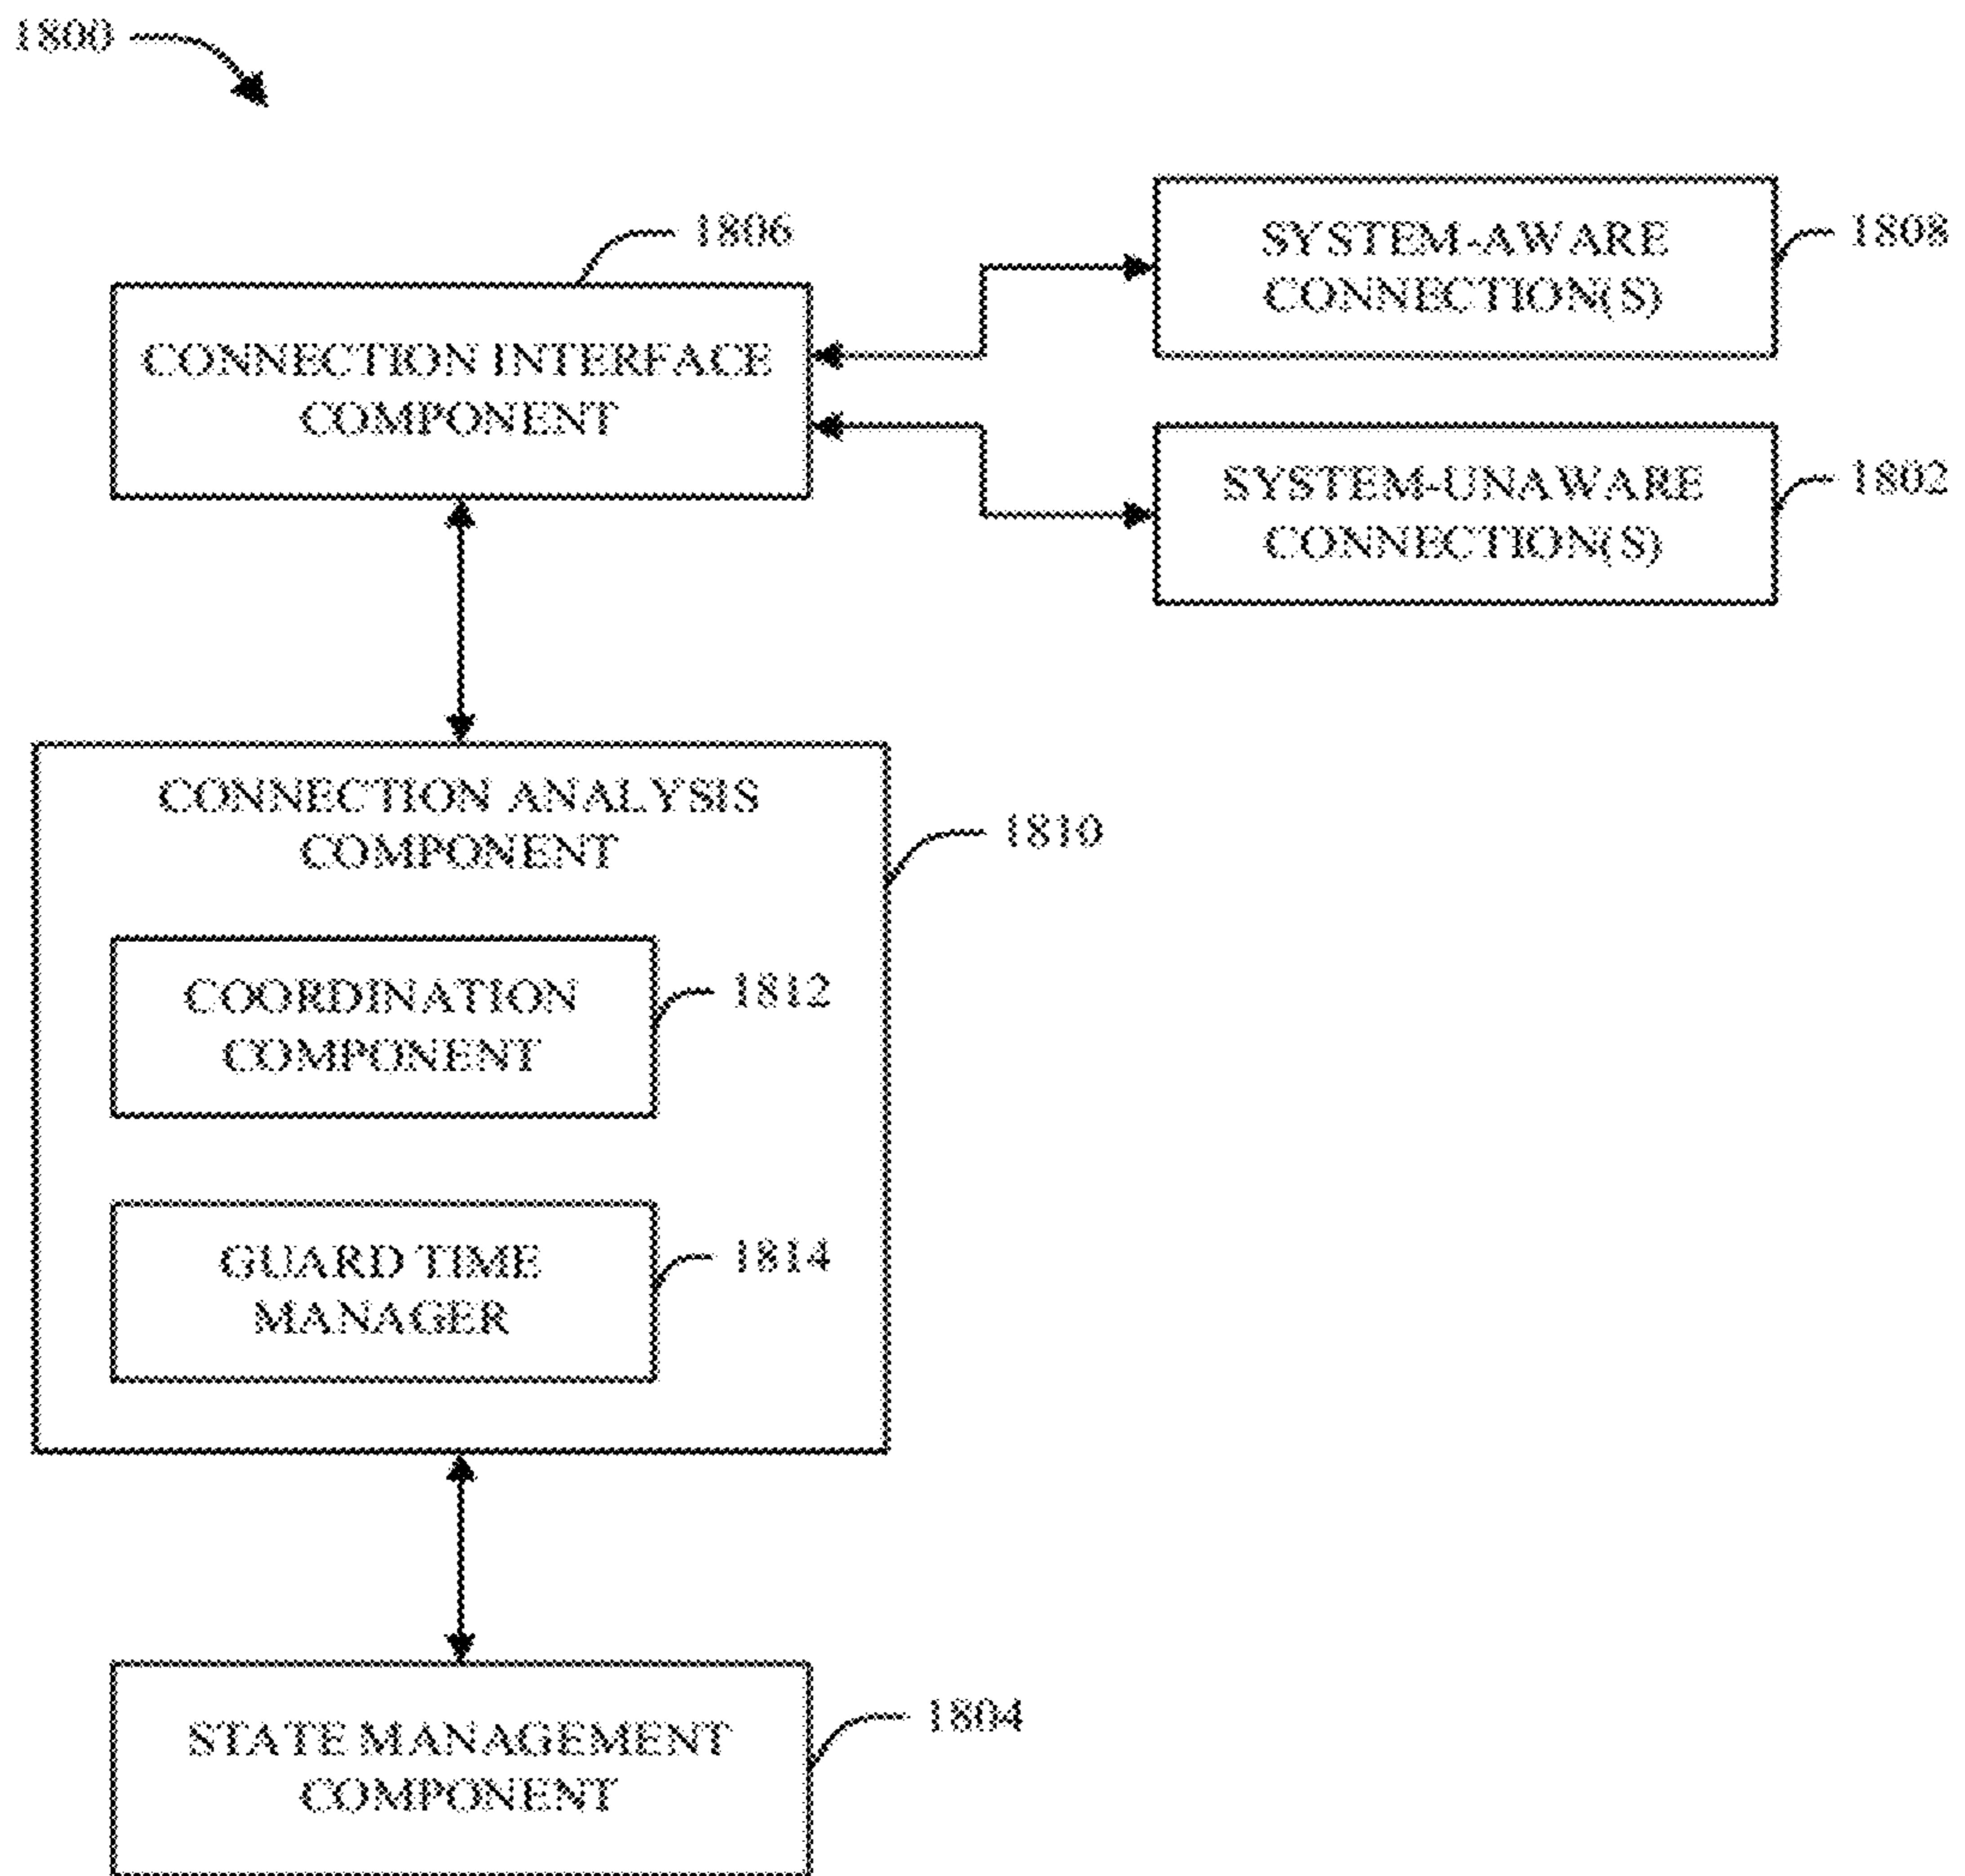 1800
1806
SYSTEM-AWARE
CONNECTION(S)
1808
CONNECTION INTERFACE
COMPONENT
SYSTEM-UNAWARE
CONNECTION(S)
1802
CONNECTION ANALYSIS
COMPONENT
1810
COORDINATION
COMPONENT
1812
GUARD TIME
MANAGER
1814
STATE MANAGEMENT
COMPONENT
1804